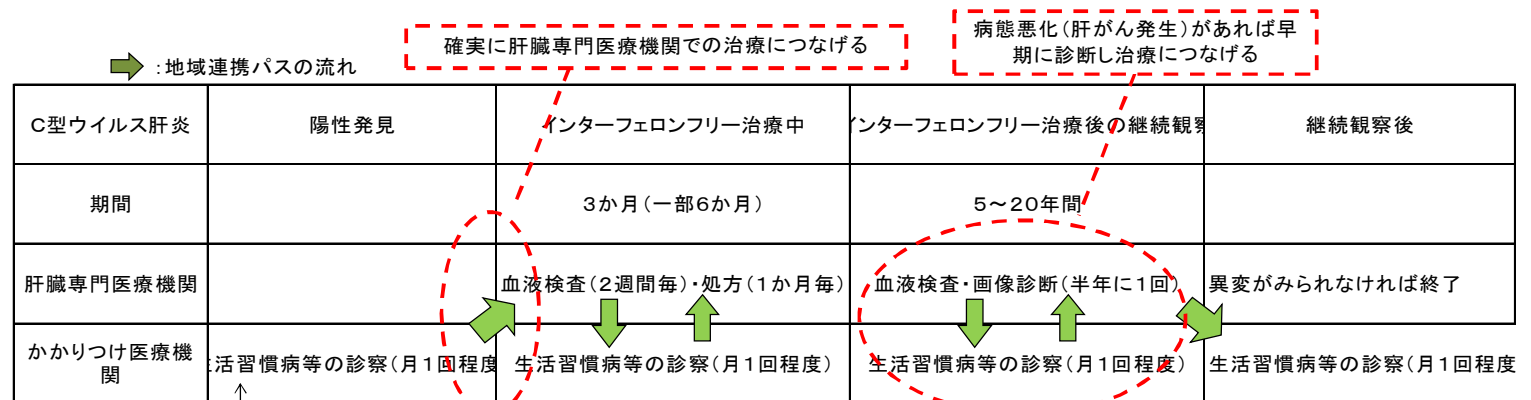 確実に肝臓専門医療機関での治療につなげる
病態悪化（肝がん発生）があれば早
期に診断し治療につなげる
：地域連携パスの流れ
C型ウイルス肝炎
陽性発見
インターフェロンフリー治療中
インターフェロンフリー治療後の継続観察
継続観察後
期間
3か月（一部6か月）
5～20年間
肝臓専門医療機関
血液検査（2週間毎）・処方（1か月毎）
血液検査・画像診断（半年に1回）
異変がみられなければ終了
かかりつけ医療機
関
生活習慣病等の診察（月1回程度
生活習慣病等の診察（月1回程度）
生活習慣病等の診察（月1回程度）
生活習慣病等の診察（月1回程度